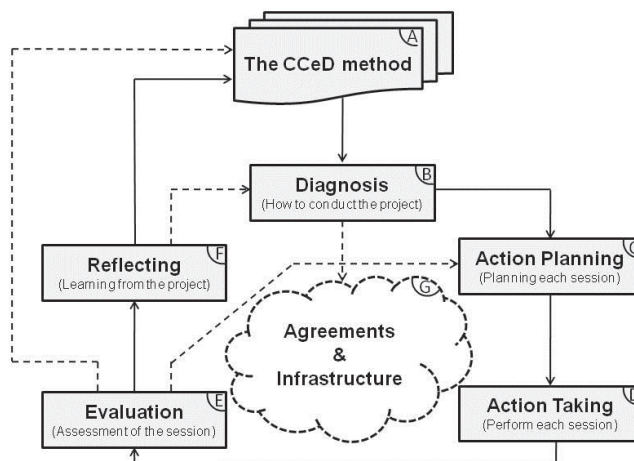 A
The CCeD method
B
Diagnosis
(How to conduct the project)
F
Reflecting
(Learning from the project)
C
Action Planning
(Planning each session)
G
Agreements
&
Infrastructure
E
Evaluation
(Assessment of the session)
D
Action Taking
(Perform each session)